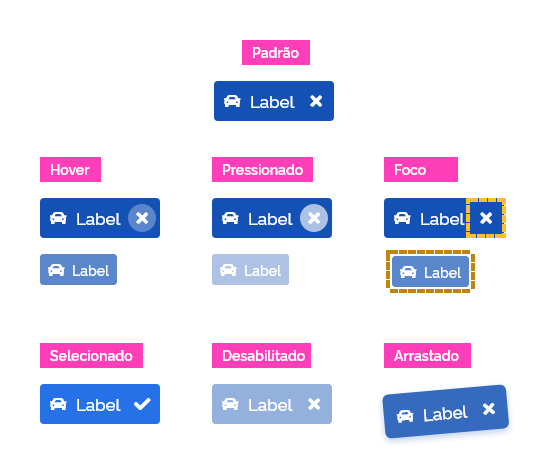 Padrão
Label
Hover
Pressionado
Foco
Label
Label
Label
Label
Label
Label
Selecionado
Desabilitado
Arrastado
Label
Label
Label